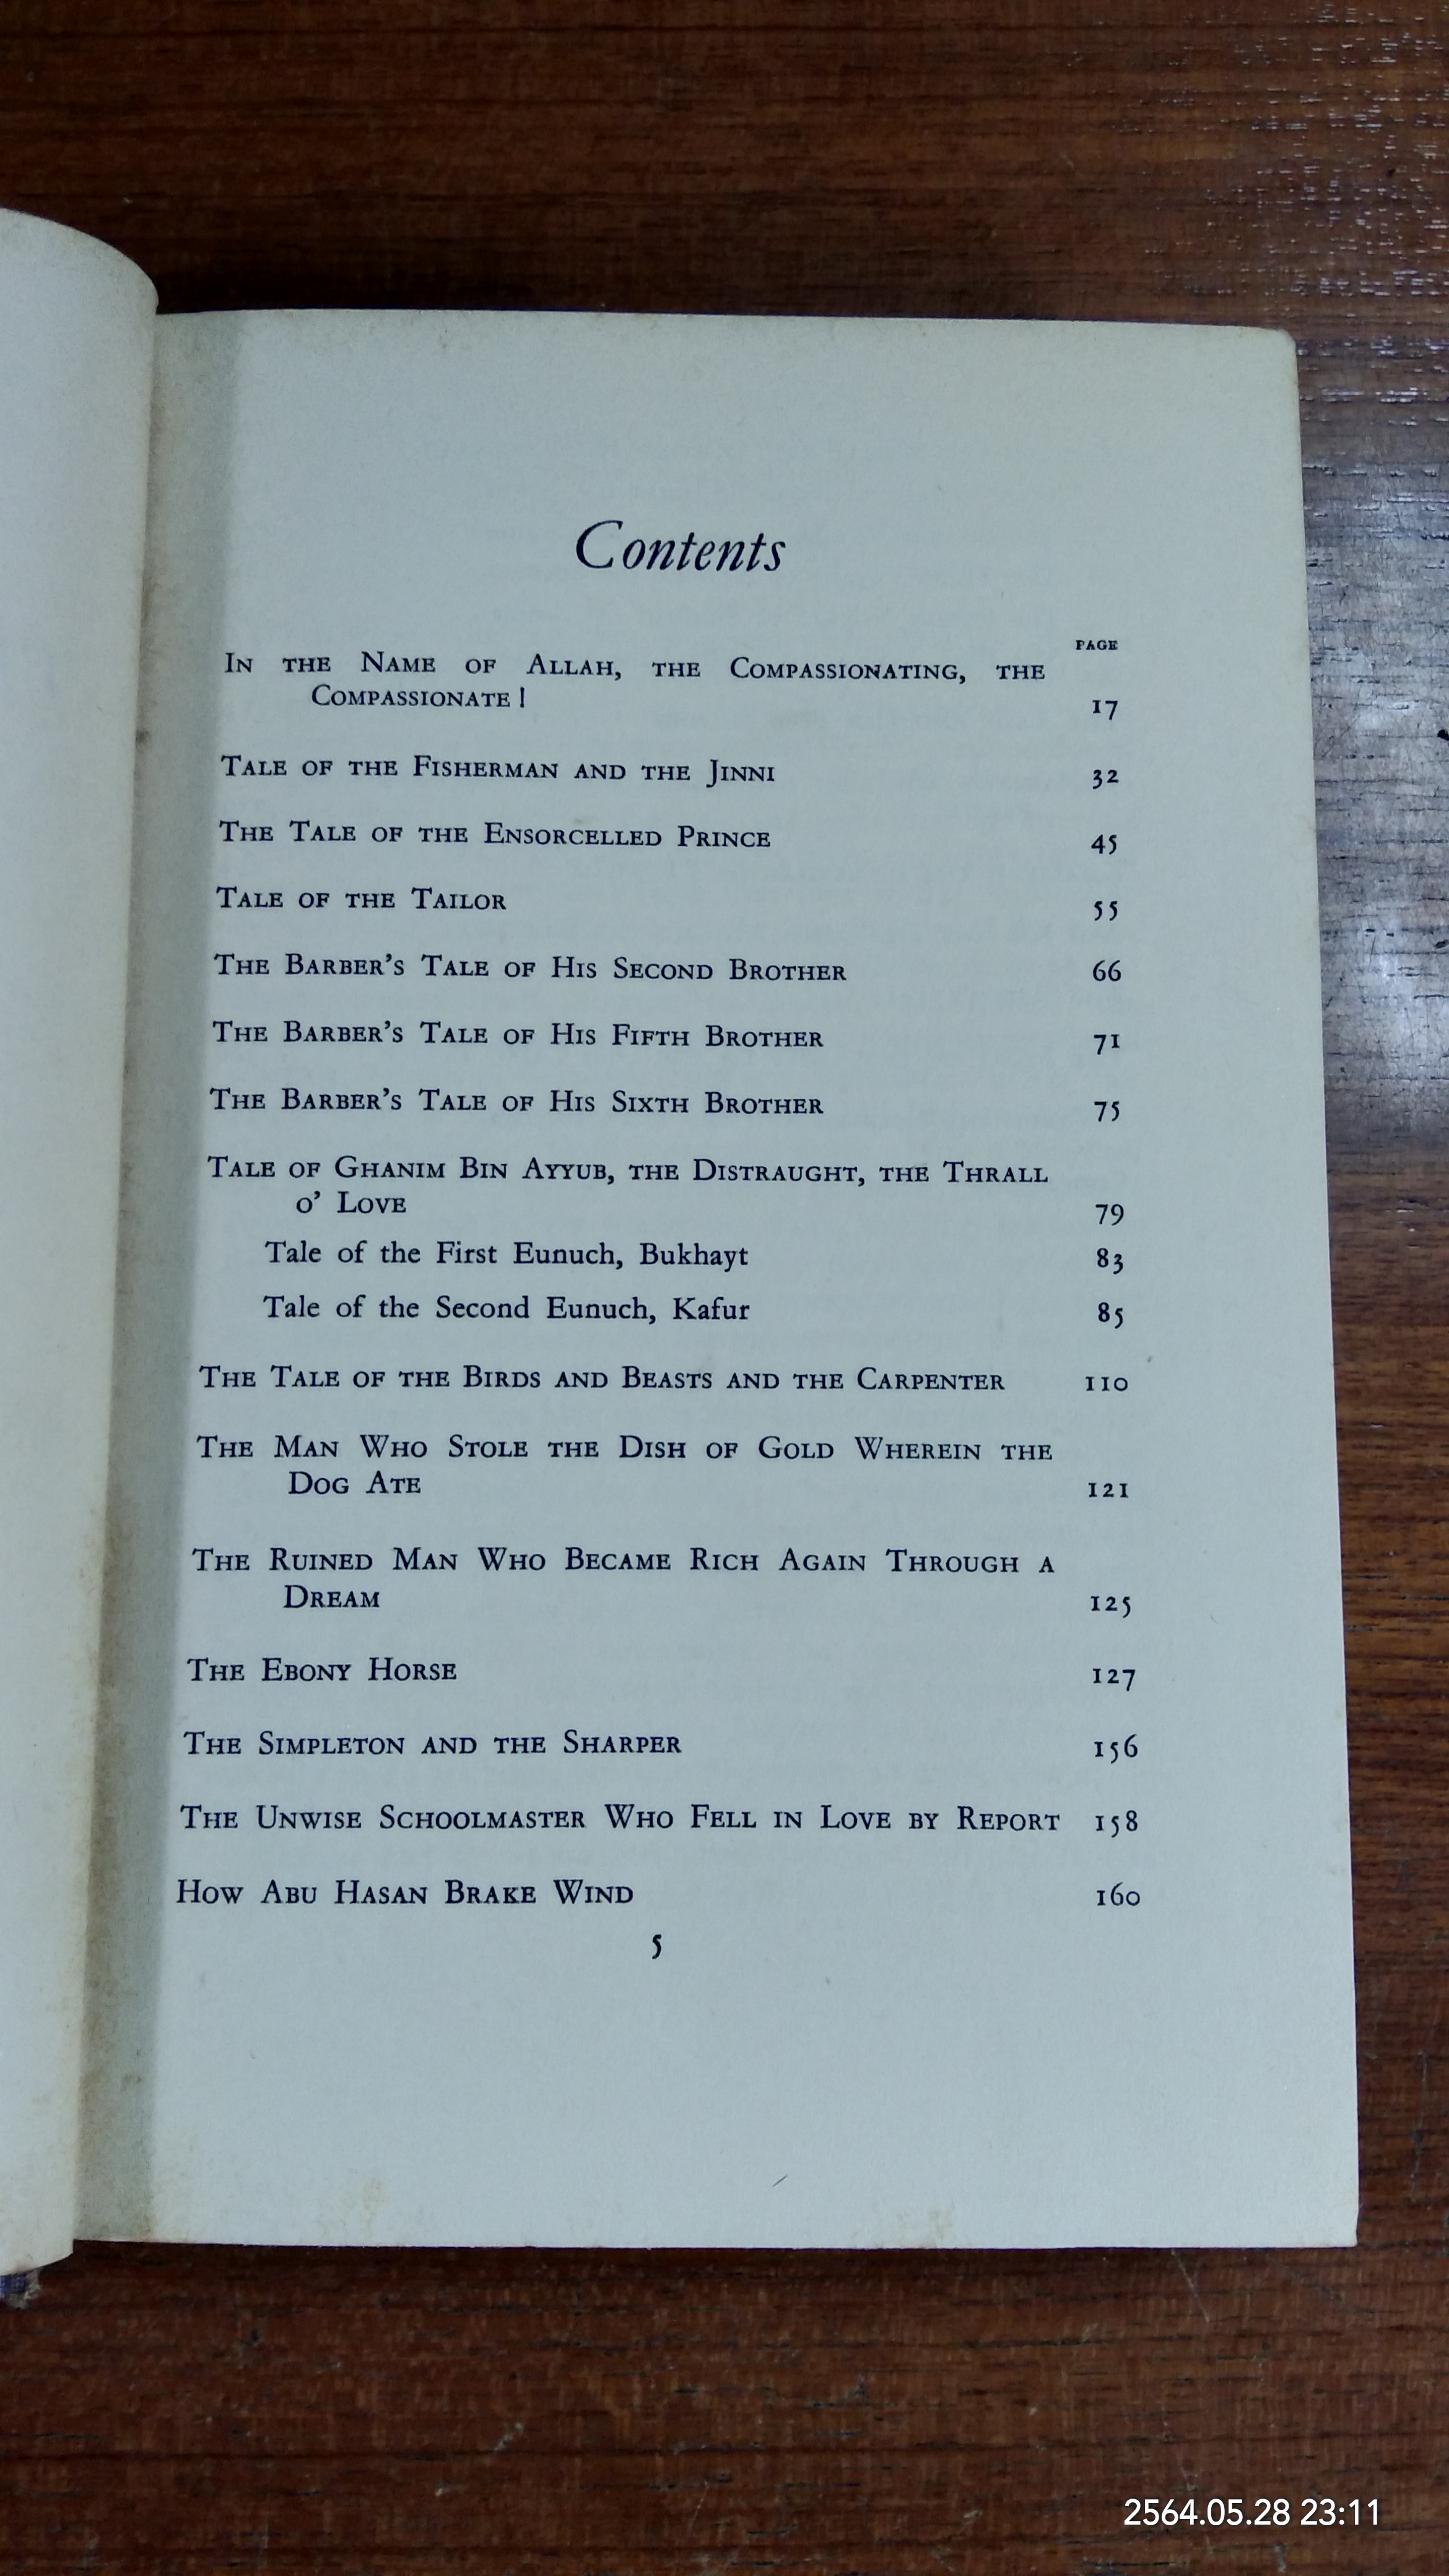 Contents
PAGE
In the Name of Allah, the Compassionating, the
Compassionate! 17
Tale of the Fisherman and the Jinni 32
The Tale of the Ensorcelled Prince 45
Tale of the Tailor 55
The Barber's Tale of His Second Brother 66
The Barber's Tale of His Fifth Brother 71
The Barber's Tale of His Sixth Brother 75
Tale of Ghanim Bin Ayyub, the Distraught, the Thrall
o' Love 79
Tale of the First Eunuch, Bukhayt 83
Tale of the Second Eunuch, Kafur 85
The Tale of the Birds and Beasts and the Carpenter 110
The Man Who Stole the Dish of Gold Wherein the
Dog Ate 121
The Ruined Man Who Became Rich Again Through a
Dream 125
The Ebony Horse 127
The Simpleton and the Sharper 156
The Unwise Schoolmaster Who Fell in Love by Report 158
How Abu Hasan Brake Wind 160
5
2564.05.28 23:11